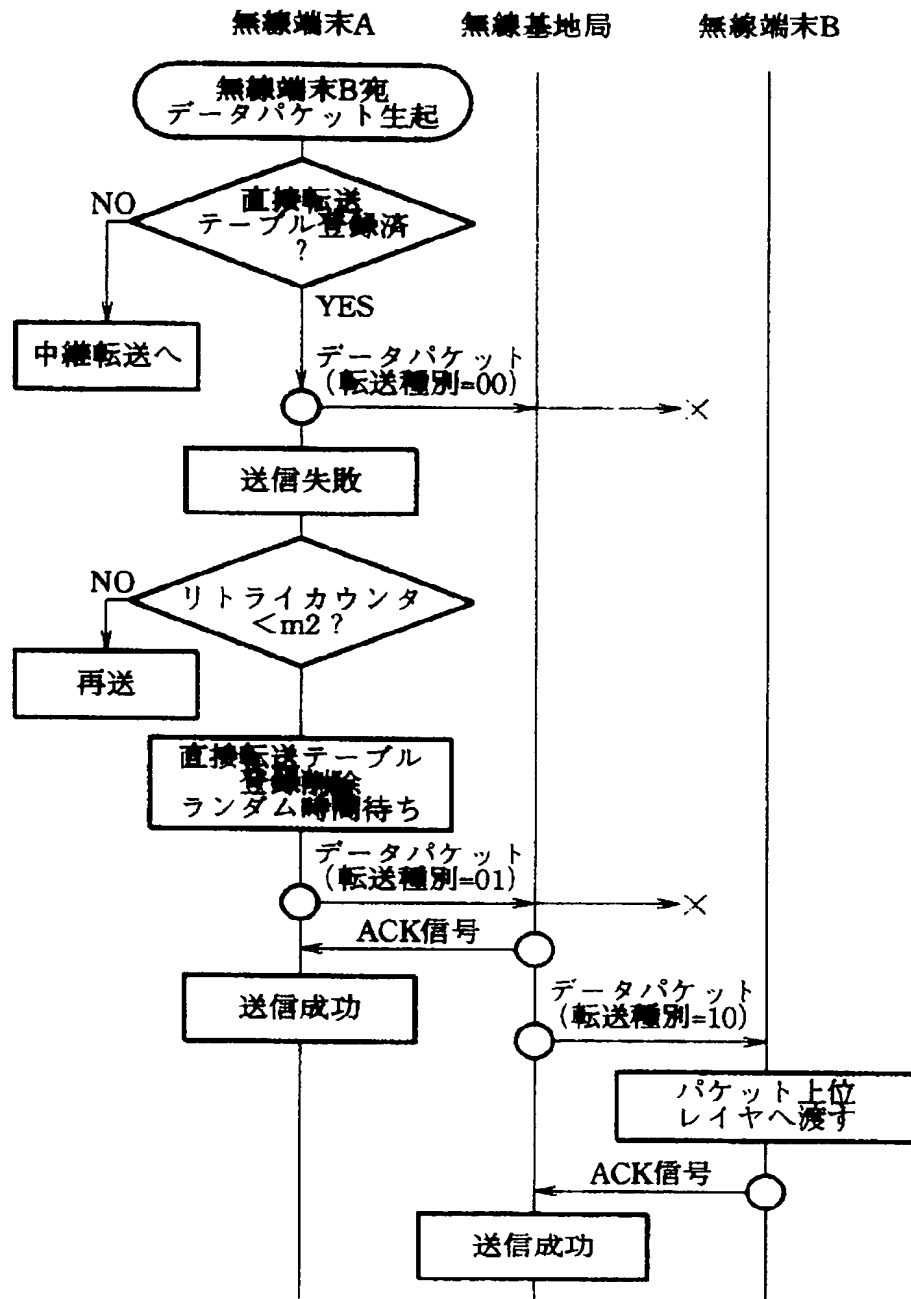 無線端末A
無線基地局
無線端末B
無線端末B宛
データパケット生起
直接転送
テーブル登録済
?
NO
YES
中継転送へ
データパケット
(転送種別=00)
送信失敗
リトライカウンタ
<m2?
NO
再送
直接転送テーブル
登録削除
ランダム時間待ち
データパケット
(転送種別=01)
ACK信号
送信成功
データパケット
(転送種別=10)
パケット上位
レイヤへ渡す
ACK信号
送信成功